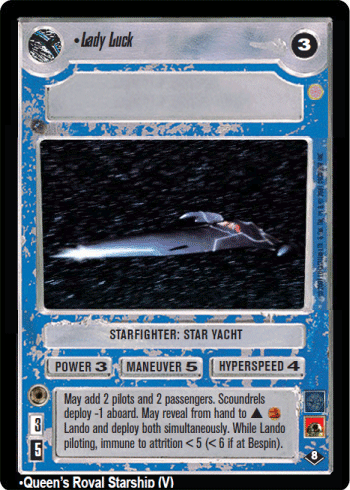 •Lady Luck
3
STARFIGHTER: STAR YACHT
POWER 3 MANEUVER 5 HYPERSPEED 4
May add 2 pilots and 2 passengers. Scoundrels
deploy -1 aboard. May reveal from hand to ▲
Lando and deploy both simultaneously. While Lando
piloting, immune to attrition < 5 (< 6 if at Bespin).
3
5
8
•Queen's Royal Starship (V)